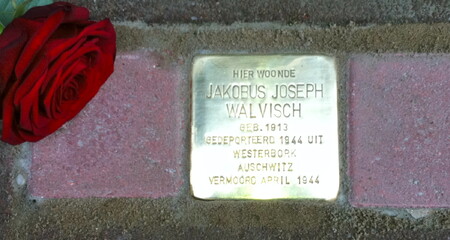 HIER WOONDE
JAKOBUS JOSEPH
WALVISCH
GEB. 1913
GEDEPORTEERD 1944 UIT
WESTERBORK
AUSCHWITZ
VERMOORD APRIL 1944